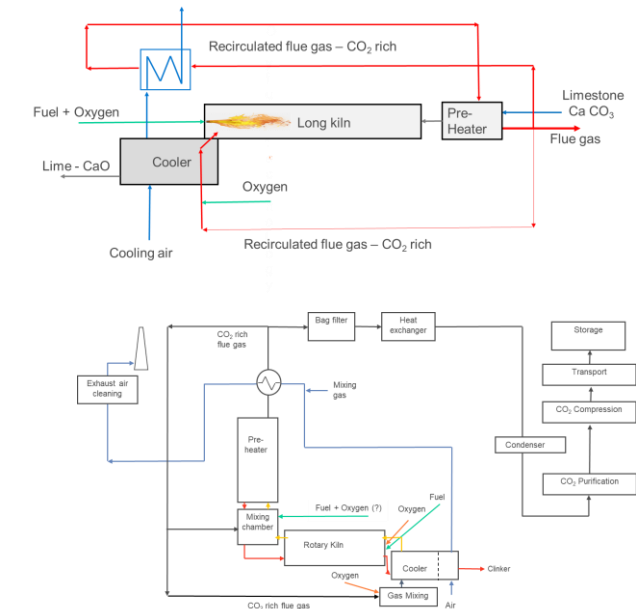 Recirculated flue gas – CO2 rich
Fuel + Oxygen
Long kiln
Pre-
Heater
Limestone
Ca CO3
Flue gas
Cooler
Lime - CaO
Oxygen
Cooling air
Recirculated flue gas – CO2 rich
Bag filter
Heat
exchanger
Storage
CO2 rich
flue gas
Transport
Exhaust air
cleaning
Mixing
gas
CO2 Compression
Pre-
heater
Condenser
CO2 Purification
Fuel + Oxygen (?)
Fuel
Mixing
chamber
Oxygen
Rotary Kiln
Cooler
Clinker
Oxygen
Gas Mixing
Air
CO2 rich flue gas